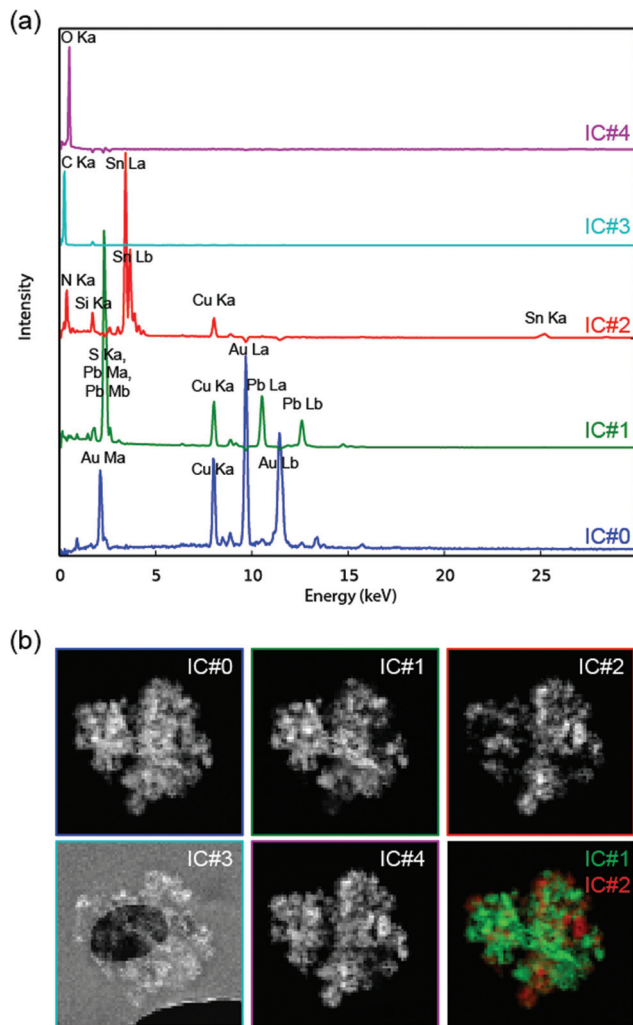 (a)
O Ka
IC#4
C Ka
Sn La
IC#3
Sn Lb
N Ka
Si Ka
Cu Ka
Sn Ka
IC#2
Au La
S Ka,
Pb Ma,
Pb Mb
Cu Ka
Pb La
Pb Lb
IC#1
Au Ma
Cu Ka
Au Lb
IC#0
Intensity
0
5
10
15
20
25
Energy (keV)
(b)
IC#0
IC#1
IC#2
IC#3
IC#4
IC#1
IC#2